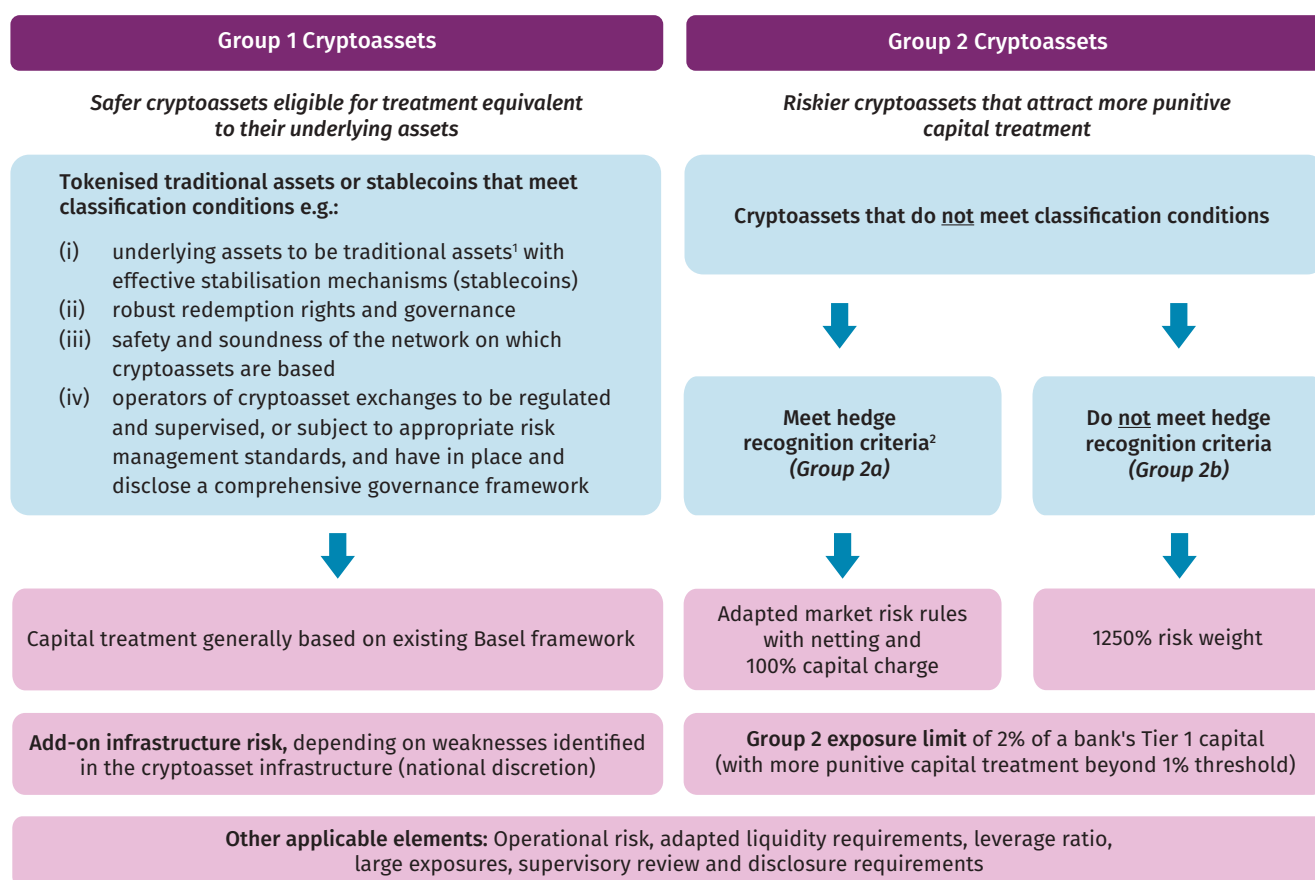 Group 1 Cryptoassets
Safer cryptoassets eligible for treatment equivalent
to their underlying assets
Tokenised traditional assets or stablecoins that meet
classification conditions e.g.:
(i) underlying assets to be traditional assets¹ with
effective stabilisation mechanisms (stablecoins)
(ii) robust redemption rights and governance
(iii) safety and soundness of the network on which
cryptoassets are based
(iv) operators of cryptoasset exchanges to be regulated
and supervised, or subject to appropriate risk
management standards, and have in place and
disclose a comprehensive governance framework
Capital treatment generally based on existing Basel framework
Add-on infrastructure risk, depending on weaknesses identified
in the cryptoasset infrastructure (national discretion)
Group 2 Cryptoassets
Riskier cryptoassets that attract more punitive
capital treatment
Cryptoassets that do not meet classification conditions
Meet hedge
recognition criteria²
(Group 2a)
Adapted market risk rules
with netting and
100% capital charge
Do not meet hedge
recognition criteria
(Group 2b)
1250% risk weight
Group 2 exposure limit of 2% of a bank's Tier 1 capital
(with more punitive capital treatment beyond 1% threshold)
Other applicable elements: Operational risk, adapted liquidity requirements, leverage ratio,
large exposures, supervisory review and disclosure requirements